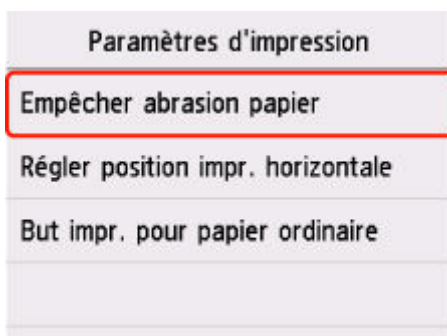 Paramètres d'impression
Empêcher abrasion papier
Régler position impr. horizontale
But impr. pour papier ordinaire